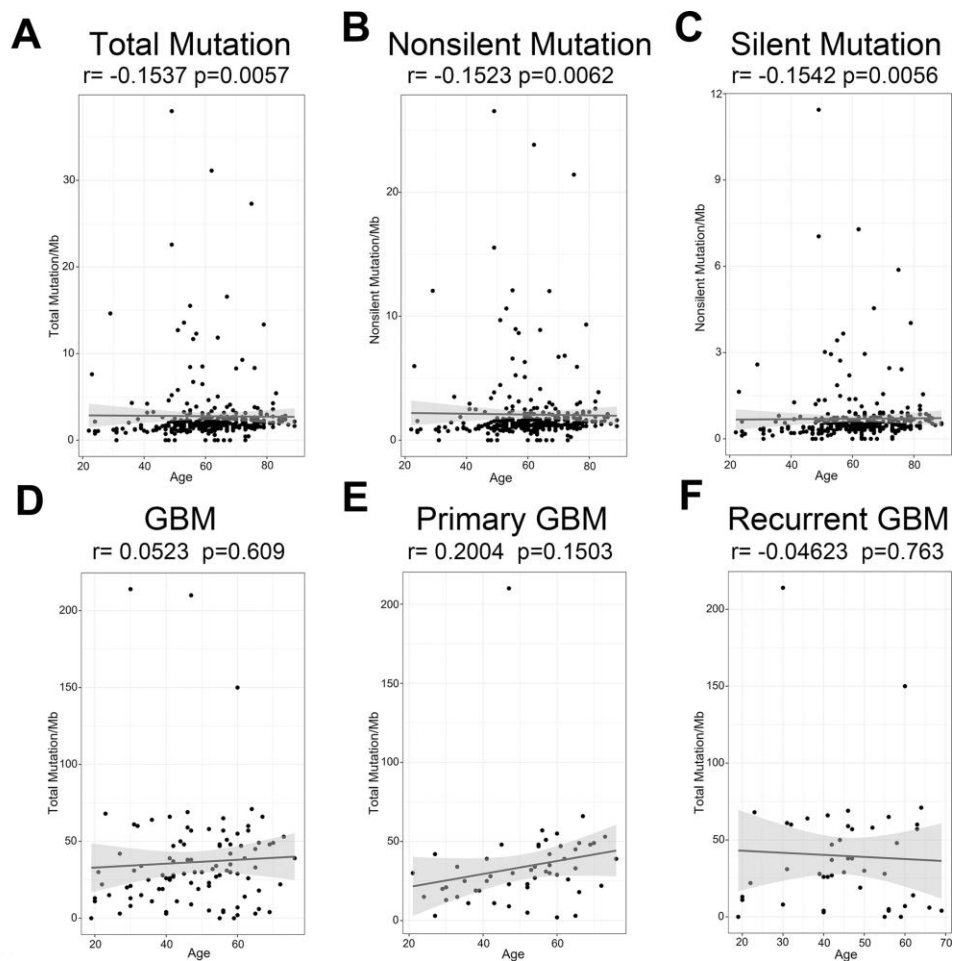 A Total Mutation
r= -0.1537 p=0.0057
Total Mutation/Mb
30
20
10
0
20 40 60 80
Age
B Nonsilent Mutation
r= -0.1523 p=0.0062
Nonsilent Mutation/Mb
20
10
0
20 40 60 80
Age
C Silent Mutation
r= -0.1542 p=0.0056
Nonsilent Mutation/Mb
12
9
6
3
0
20 40 60 80
Age
D GBM
r= 0.0523 p=0.609
Total Mutation/Mb
200
150
100
50
0
20 40 60
Age
E Primary GBM
r= 0.2004 p=0.1503
Total Mutation/Mb
200
150
100
50
0
20 40 60
Age
F Recurrent GBM
r= -0.04623 p=0.763
Total Mutation/Mb
200
150
100
50
0
20 30 40 50 60 70
Age